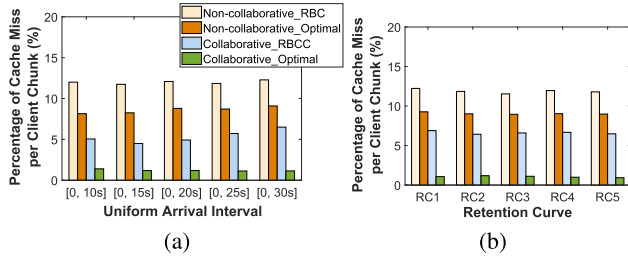 Non-collaborative_RBC
Non-collaborative_Optimal
Collaborative_RBCC
Collaborative_Optimal
Percentage of Cache Miss
per Client Chunk (%)
20
15
10
5
0
[0, 10s] [0, 15s] [0, 20s] [0, 25s] [0, 30s]
Uniform Arrival Interval
(a)
Percentage of Cache Miss
per Client Chunk (%)
20
15
10
5
0
RC1 RC2 RC3 RC4 RC5
Retention Curve
(b)